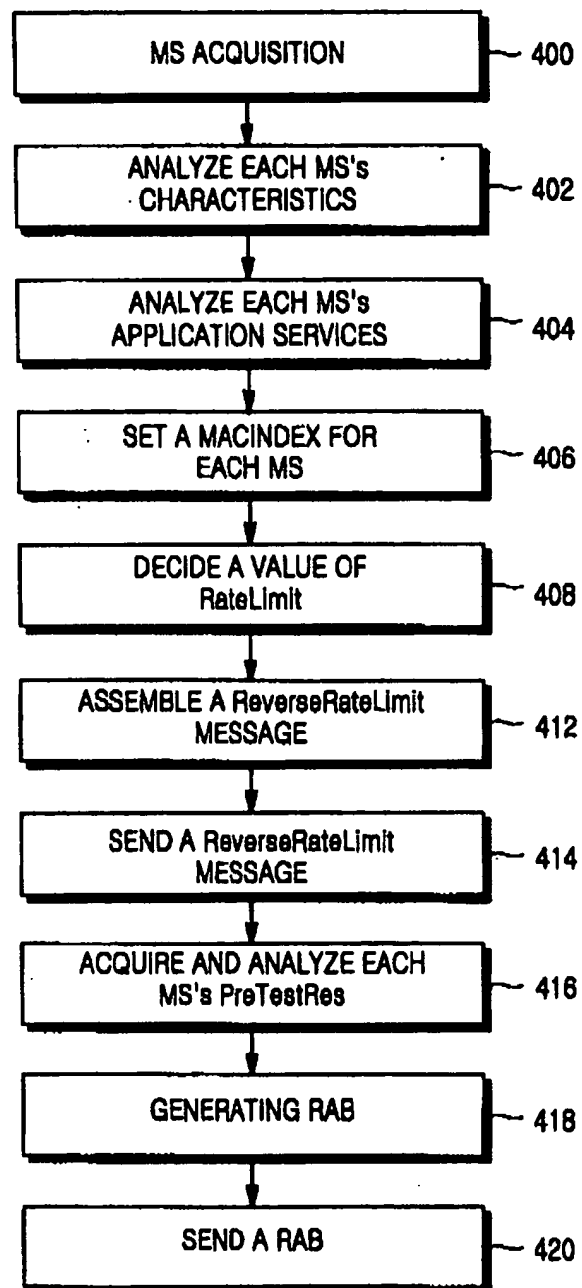 MS ACQUISITION
400
ANALYZE EACH MS's
CHARACTERISTICS
402
ANALYZE EACH MS's
APPLICATION SERVICES
404
SET A MACINDEX FOR
EACH MS
406
DECIDE A VALUE OF
RateLimit
408
ASSEMBLE A ReverseRateLimit
MESSAGE
412
SEND A ReverseRateLimit
MESSAGE
414
ACQUIRE AND ANALYZE EACH
MS's PreTestRes
416
GENERATING RAB
418
SEND A RAB
420